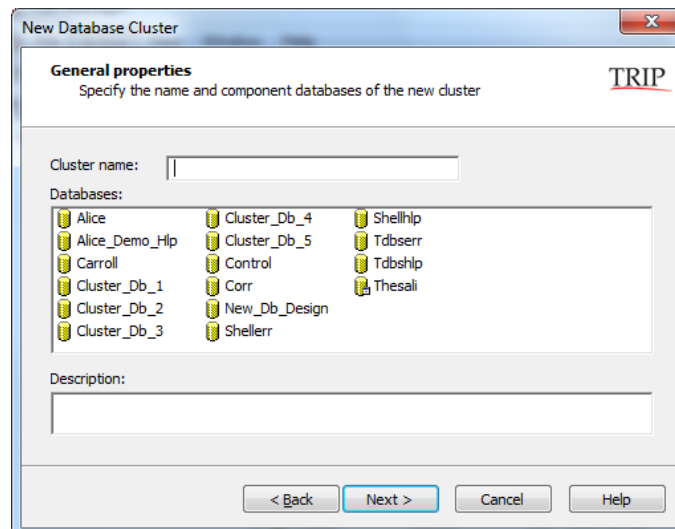 New Database Cluster
General properties
Specify the name and component databases of the new cluster
TRIP
Cluster name:
Databases:
Alice
Alice_Demo_Hlp
Carroll
Cluster_Db_1
Cluster_Db_2
Cluster_Db_3
Cluster_Db_4
Cluster_Db_5
Control
Corr
New_Db_Design
Shellerr
Shellhlp
Tdbserr
Tdbshlp
Thesali
Description:
< Back
Next >
Cancel
Help